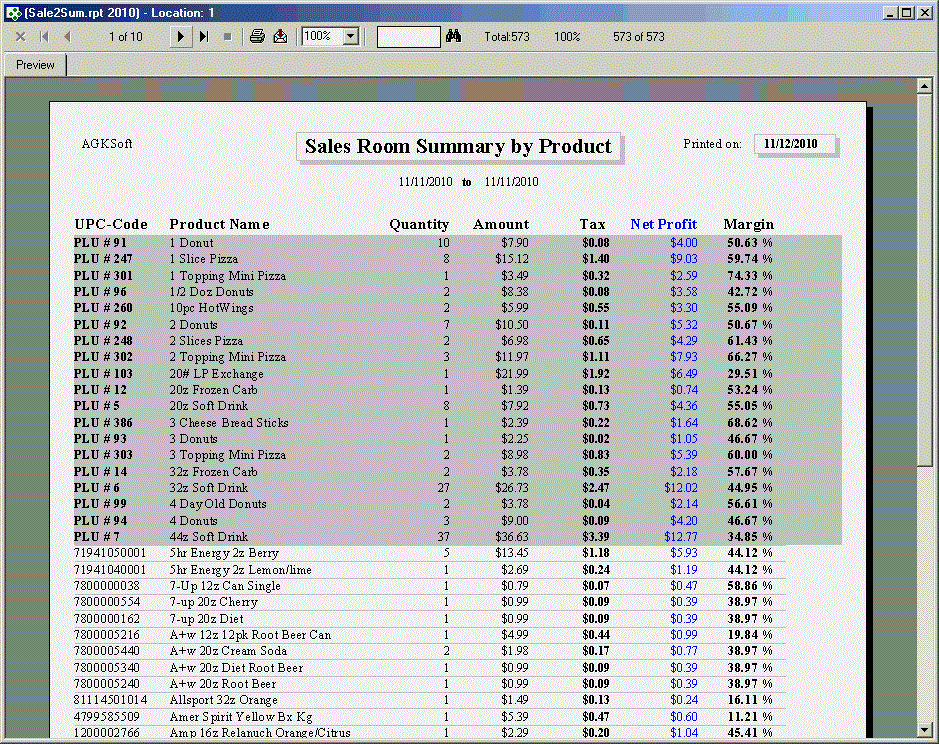 (Sale2Sum.rpt 2010) - Location: 1
1 of 10 100% Total:573 100% 573 of 573
Preview
AGKSoft Sales Room Summary by Product Printed on: 11/12/2010
11/11/2010 to 11/11/2010
UPC-Code Product Name Quantity Amount Tax Net Profit Margin
PLU # 91 1 Donut 10 $7.90 $0.08 $4.00 50.63 %
PLU # 247 1 Slice Pizza 8 $15.12 $1.40 $9.03 59.74 %
PLU # 301 1 Topping Mini Pizza 1 $3.49 $0.32 $2.59 74.33 %
PLU # 96 1/2 Doz Donuts 2 $8.38 $0.08 $3.58 42.72 %
PLU # 260 10pc HotWings 2 $5.99 $0.55 $3.30 55.09 %
PLU # 92 2 Donuts 7 $10.50 $0.11 $5.32 50.67 %
PLU # 248 2 Slices Pizza 2 $6.98 $0.65 $4.29 61.43 %
PLU # 302 2 Topping Mini Pizza 3 $11.97 $1.11 $7.93 66.27 %
PLU # 103 20# LP Exchange 1 $21.99 $1.92 $6.49 29.51 %
PLU # 12 20z Frozen Carb 1 $1.39 $0.13 $0.74 53.24 %
PLU # 5 20z Soft Drink 8 $7.92 $0.73 $4.36 55.05 %
PLU # 386 3 Cheese Bread Sticks 1 $2.39 $0.22 $1.64 68.62 %
PLU # 93 3 Donuts 1 $2.25 $0.02 $1.05 46.67 %
PLU # 303 3 Topping Mini Pizza 2 $8.98 $0.83 $5.39 60.00 %
PLU # 14 32z Frozen Carb 2 $3.78 $0.35 $2.18 57.67 %
PLU # 6 32z Soft Drink 27 $26.73 $2.47 $12.02 44.95 %
PLU # 99 4 DayOld Donuts 2 $3.78 $0.04 $2.14 56.61 %
PLU # 94 4 Donuts 3 $9.00 $0.09 $4.20 46.67 %
PLU # 7 44z Soft Drink 37 $36.63 $3.39 $12.77 34.85 %
71941050001 5hr Energy 2z Berry 5 $13.45 $1.18 $5.93 44.12 %
71941040001 5hr Energy 2z Lemon/lime 1 $2.69 $0.24 $1.19 44.12 %
7800000038 7-Up 12z Can Single 1 $0.79 $0.07 $0.47 58.86 %
7800000554 7-up 20z Cherry 1 $0.99 $0.09 $0.39 38.97 %
7800000162 7-up 20z Diet 1 $0.99 $0.09 $0.39 38.97 %
7800005216 A+w 12z 12pk Root Beer Can 1 $4.99 $0.44 $0.99 19.84 %
7800005440 A+w 20z Cream Soda 2 $1.98 $0.17 $0.77 38.97 %
7800005340 A+w 20z Diet Root Beer 1 $0.99 $0.09 $0.39 38.97 %
7800005240 A+w 20z Root Beer 1 $0.99 $0.09 $0.39 38.97 %
81114501014 Allsport 32z Orange 1 $1.49 $0.13 $0.24 16.11 %
4799585509 Amer Spirit Yellow Bx Kg 1 $5.39 $0.47 $0.60 11.21 %
1200002766 Amp 16z Relanuch Orange/Citrus 1 $2.29 $0.20 $1.04 45.41 %